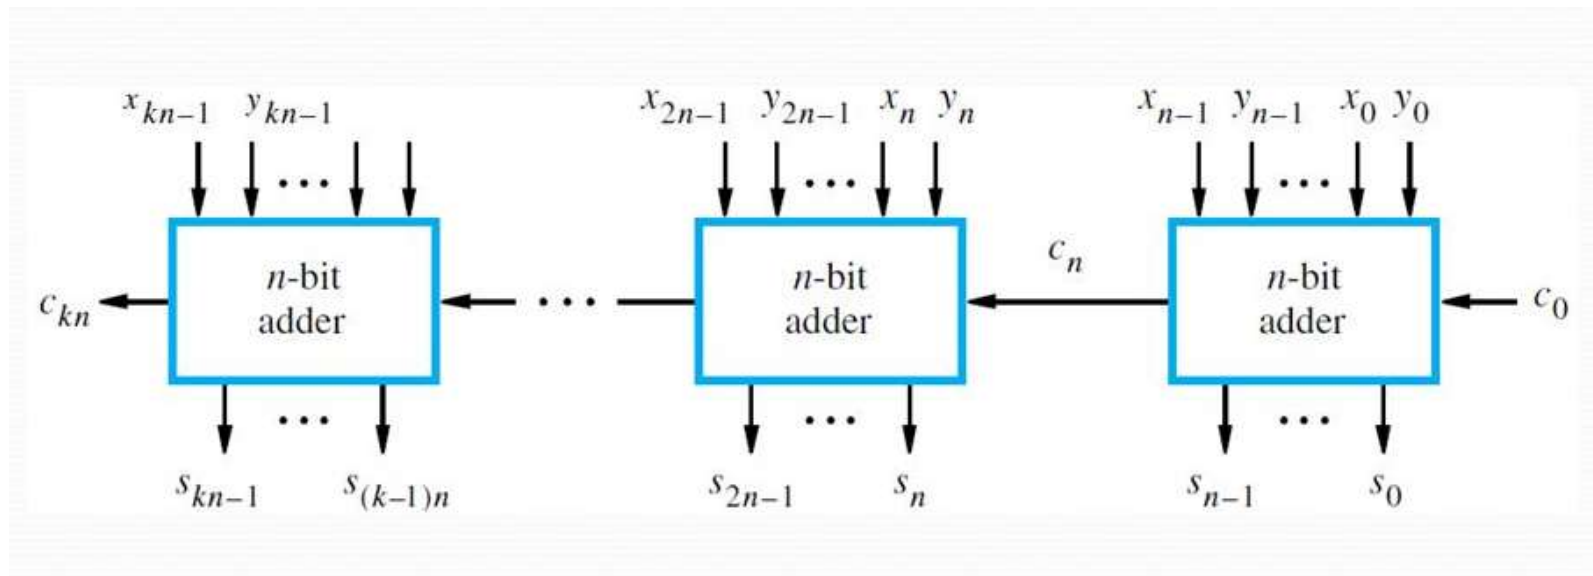 x_{kn−1} y_{kn−1} x_{2n−1} y_{2n−1} x_n y_n x_{n−1} y_{n−1} x_0 y_0
... ... ...
c_n
n-bit n-bit n-bit
c_{kn} ... c_0
adder adder adder
... ... ...
s_{kn−1} s_{(k−1)n} s_{2n−1} s_n s_{n−1} s_0